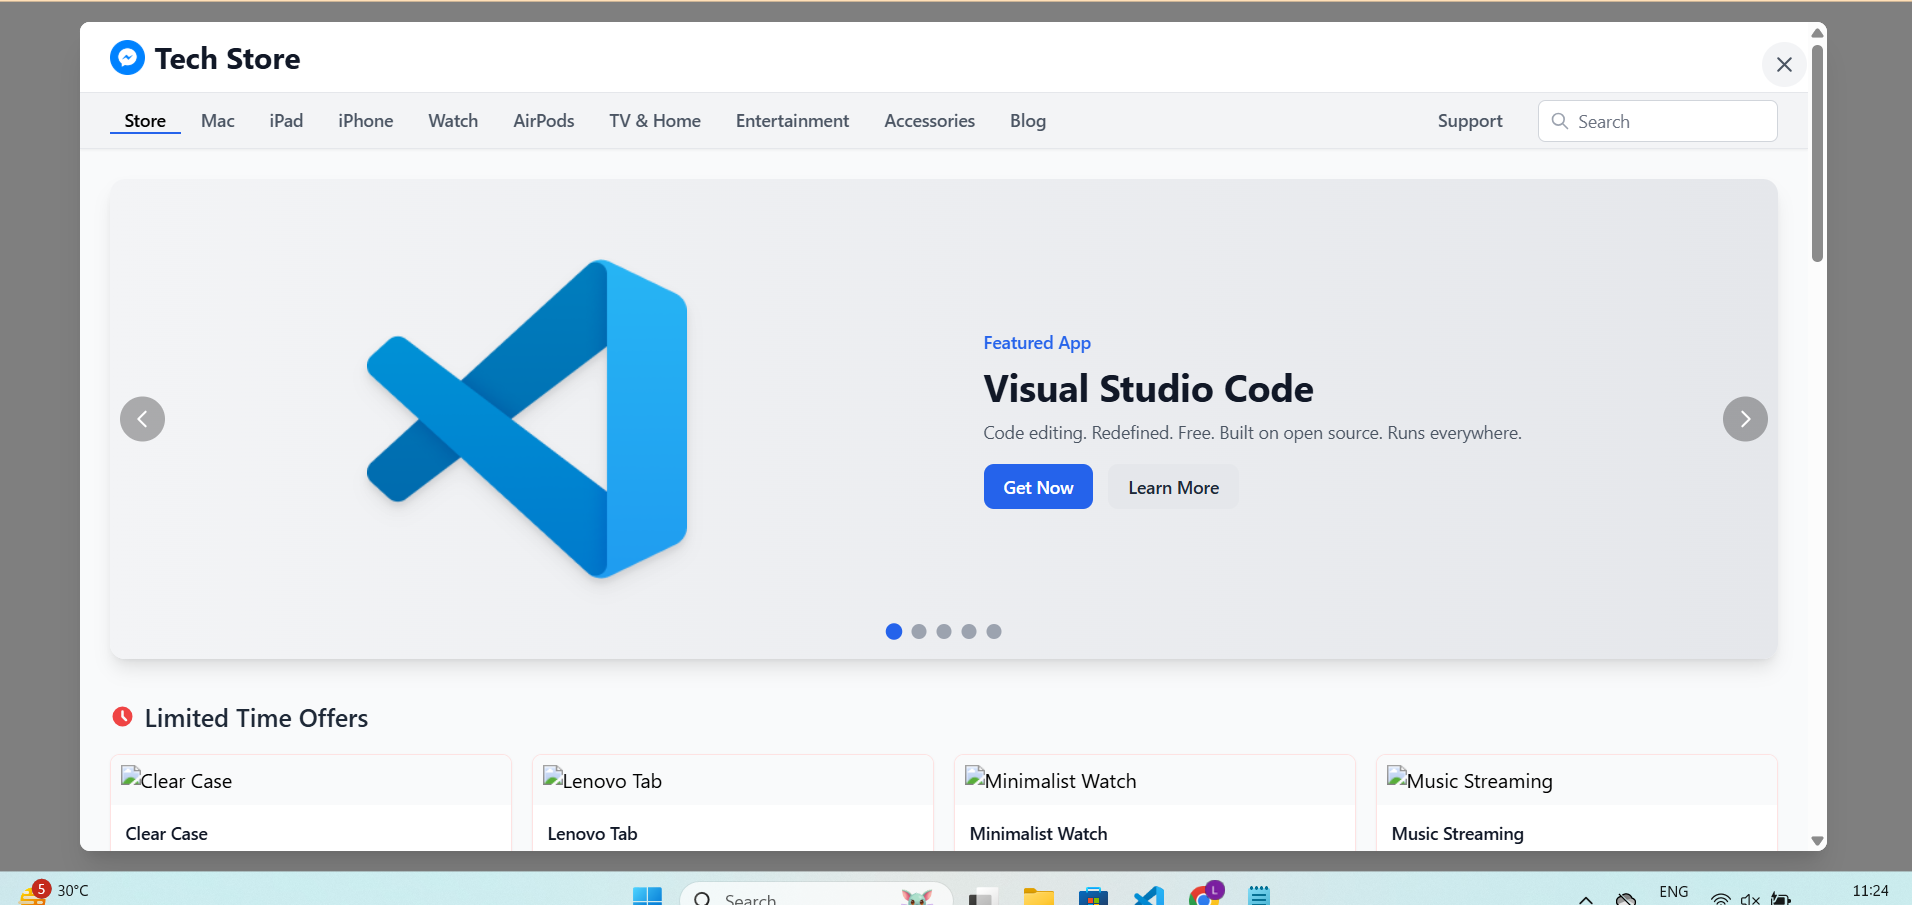 Tech Store
Store Mac iPad iPhone Watch AirPods TV & Home Entertainment Accessories Blog Support Search
Featured App
Visual Studio Code
Code editing. Redefined. Free. Built on open source. Runs everywhere.
Get Now Learn More
Limited Time Offers
Clear Case Lenovo Tab Minimalist Watch Music Streaming
Clear Case Lenovo Tab Minimalist Watch Music Streaming
5 30°C Search L ENG 11:24